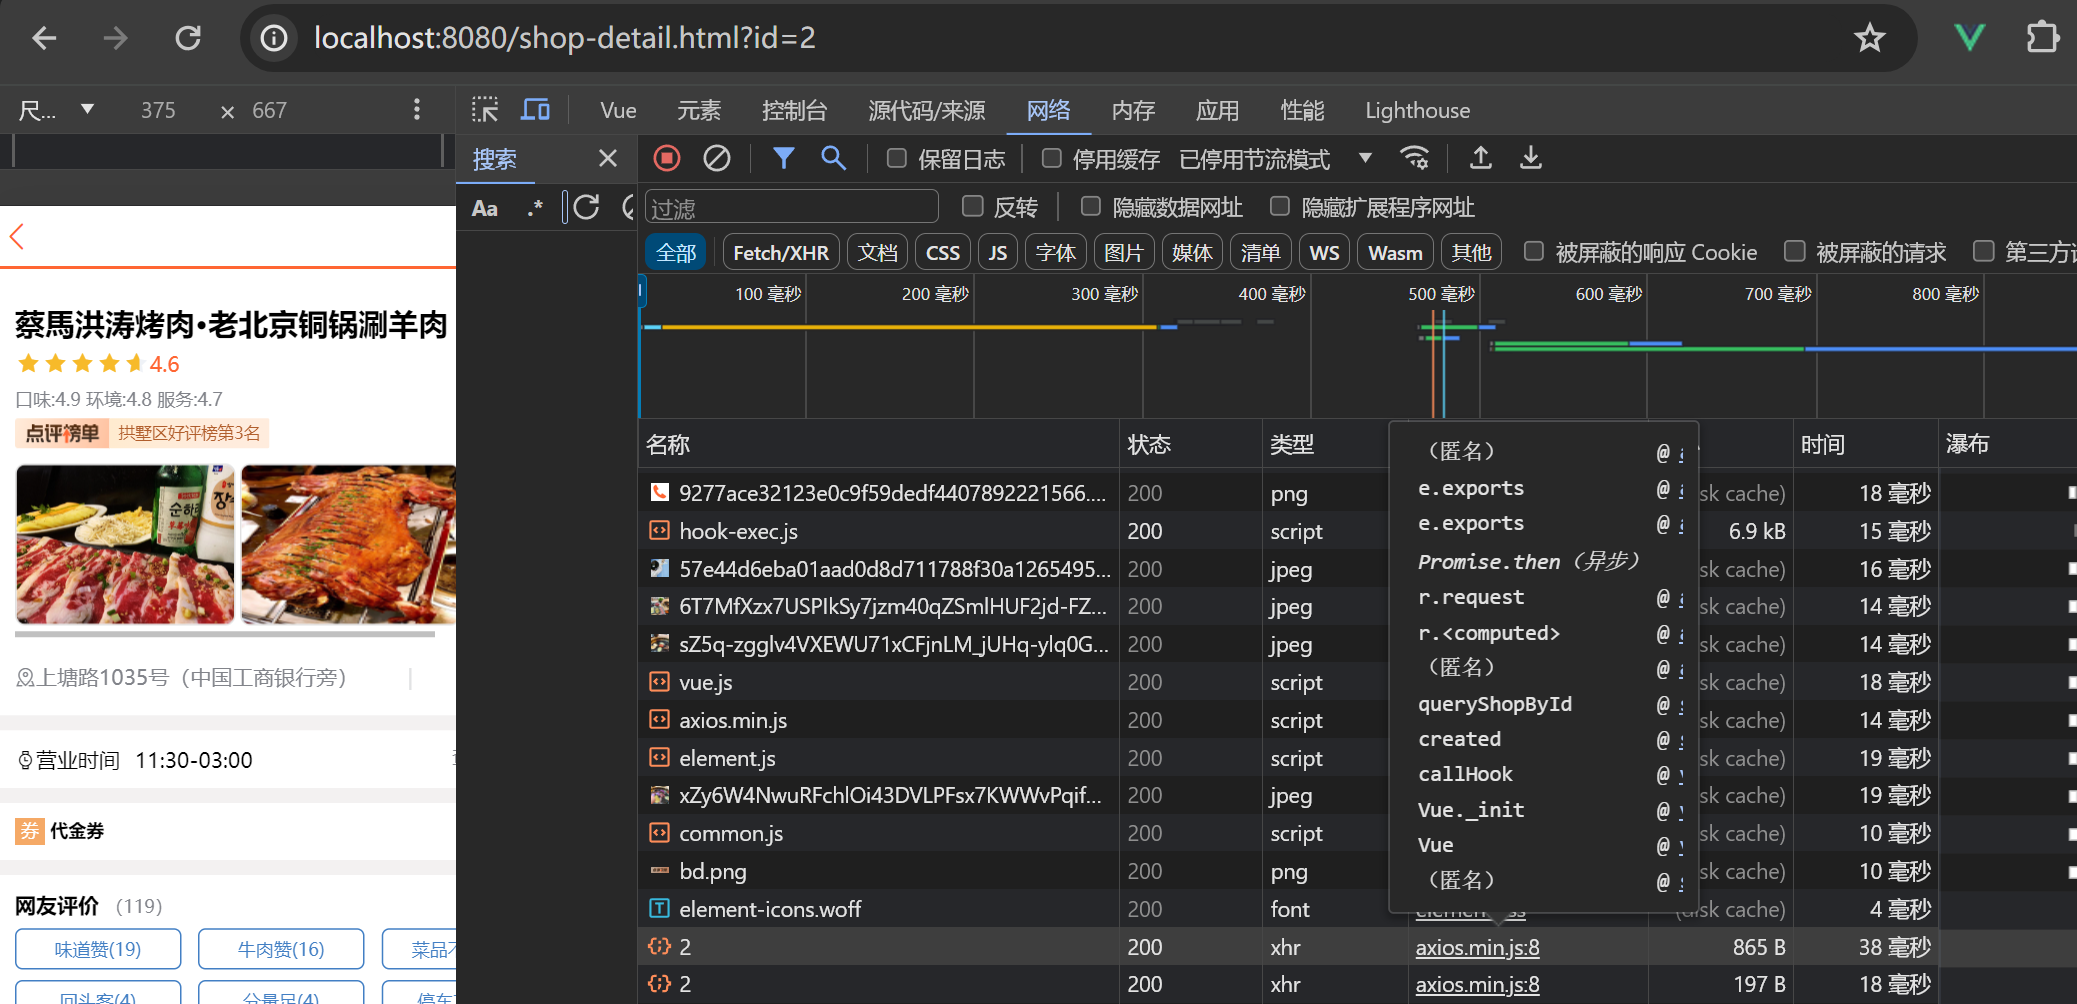 localhost:8080/shop-detail.html?id=2
尺... 375 × 667
Vue 元素 控制台 源代码/来源 网络 内存 应用 性能 Lighthouse
搜索 保留日志 停用缓存 已停用节流模式
Aa .* 过滤 反转 隐藏数据网址 隐藏扩展程序网址
全部 Fetch/XHR 文档 CSS JS 字体 图片 媒体 清单 WS Wasm 其他 被屏蔽的响应 Cookie 被屏蔽的请求 第三方
100 毫秒 200 毫秒 300 毫秒 400 毫秒 500 毫秒 600 毫秒 700 毫秒 800 毫秒
蔡馬洪涛烤肉•老北京铜锅涮羊肉
4.6
口味:4.9 环境:4.8 服务:4.7
点评榜单 拱墅区好评榜第3名
上塘路1035号（中国工商银行旁）
营业时间 11:30-03:00
券 代金券
网友评价 （119）
味道赞(19) 牛肉赞(16) 菜品
回头客(4) 分量足(4) 停车
名称 状态 类型 时间 瀑布
9277ace32123e0c9f59dedf4407892221566.... 200 png sk cache) 18 毫秒
hook-exec.js 200 script 6.9 kB 15 毫秒
57e44d6eba01aad0d8d711788f30a1265495... 200 jpeg sk cache) 16 毫秒
6T7MfXzx7USPIkSy7jzm40qZSmlHUF2jd-FZ... 200 jpeg sk cache) 14 毫秒
sZ5q-zgglv4VXEWU71xCFjnLM_jUHq-ylq0G... 200 jpeg sk cache) 14 毫秒
vue.js 200 script sk cache) 18 毫秒
axios.min.js 200 script sk cache) 14 毫秒
element.js 200 script sk cache) 19 毫秒
xZy6W4NwuRFchlOi43DVLPFsx7KWWvPqif... 200 jpeg sk cache) 19 毫秒
common.js 200 script sk cache) 10 毫秒
bd.png 200 png sk cache) 10 毫秒
element-icons.woff 200 font (disk cache) 4 毫秒
2 200 xhr axios.min.js:8 865 B 38 毫秒
2 200 xhr axios.min.js:8 197 B 18 毫秒
（匿名） @
e.exports @
e.exports @
Promise.then（异步）
r.request @
r.<computed> @
（匿名） @
queryShopById @
created @
callHook @
Vue._init @
Vue @
（匿名） @